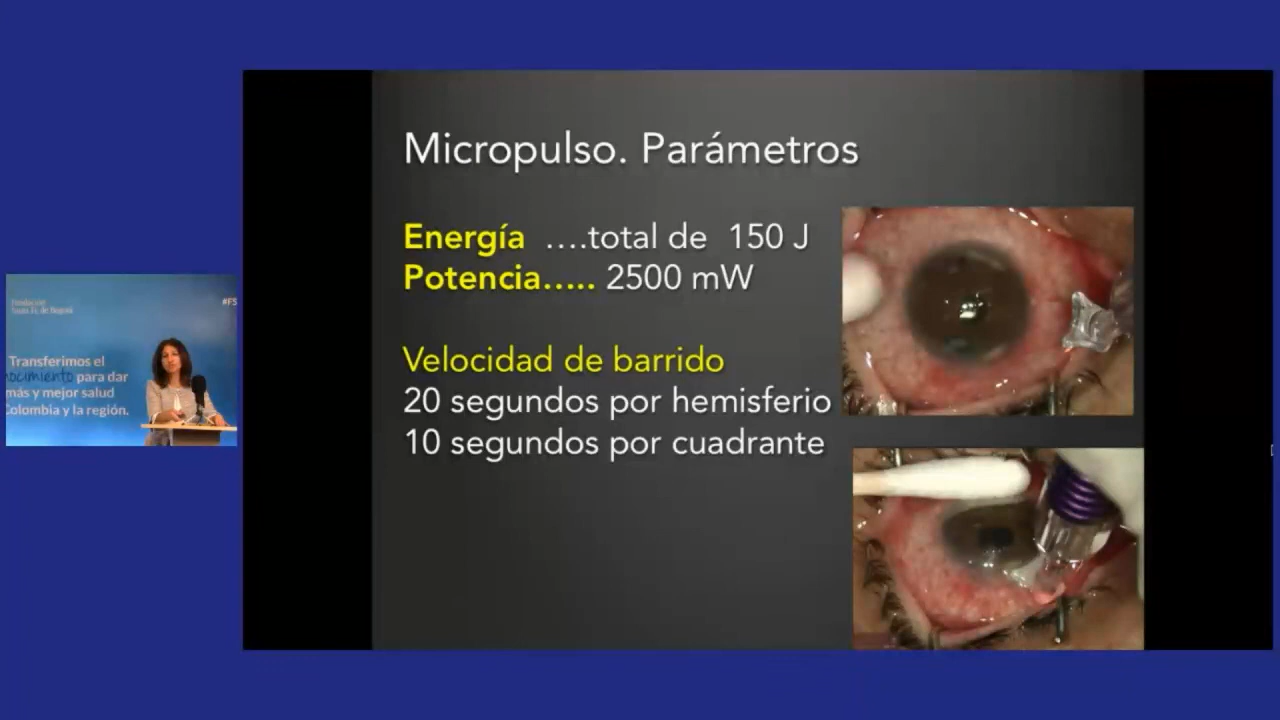 Micropulso. Parámetros
Energía ....total de 150 J
Potencia..... 2500 mW
Velocidad de barrido
20 segundos por hemisferio
10 segundos por cuadrante
Fundación
Santa Fe de Bogotá
#FS
Transferimos el
nocimiento para dar
más y mejor salud
Colombia y la región.